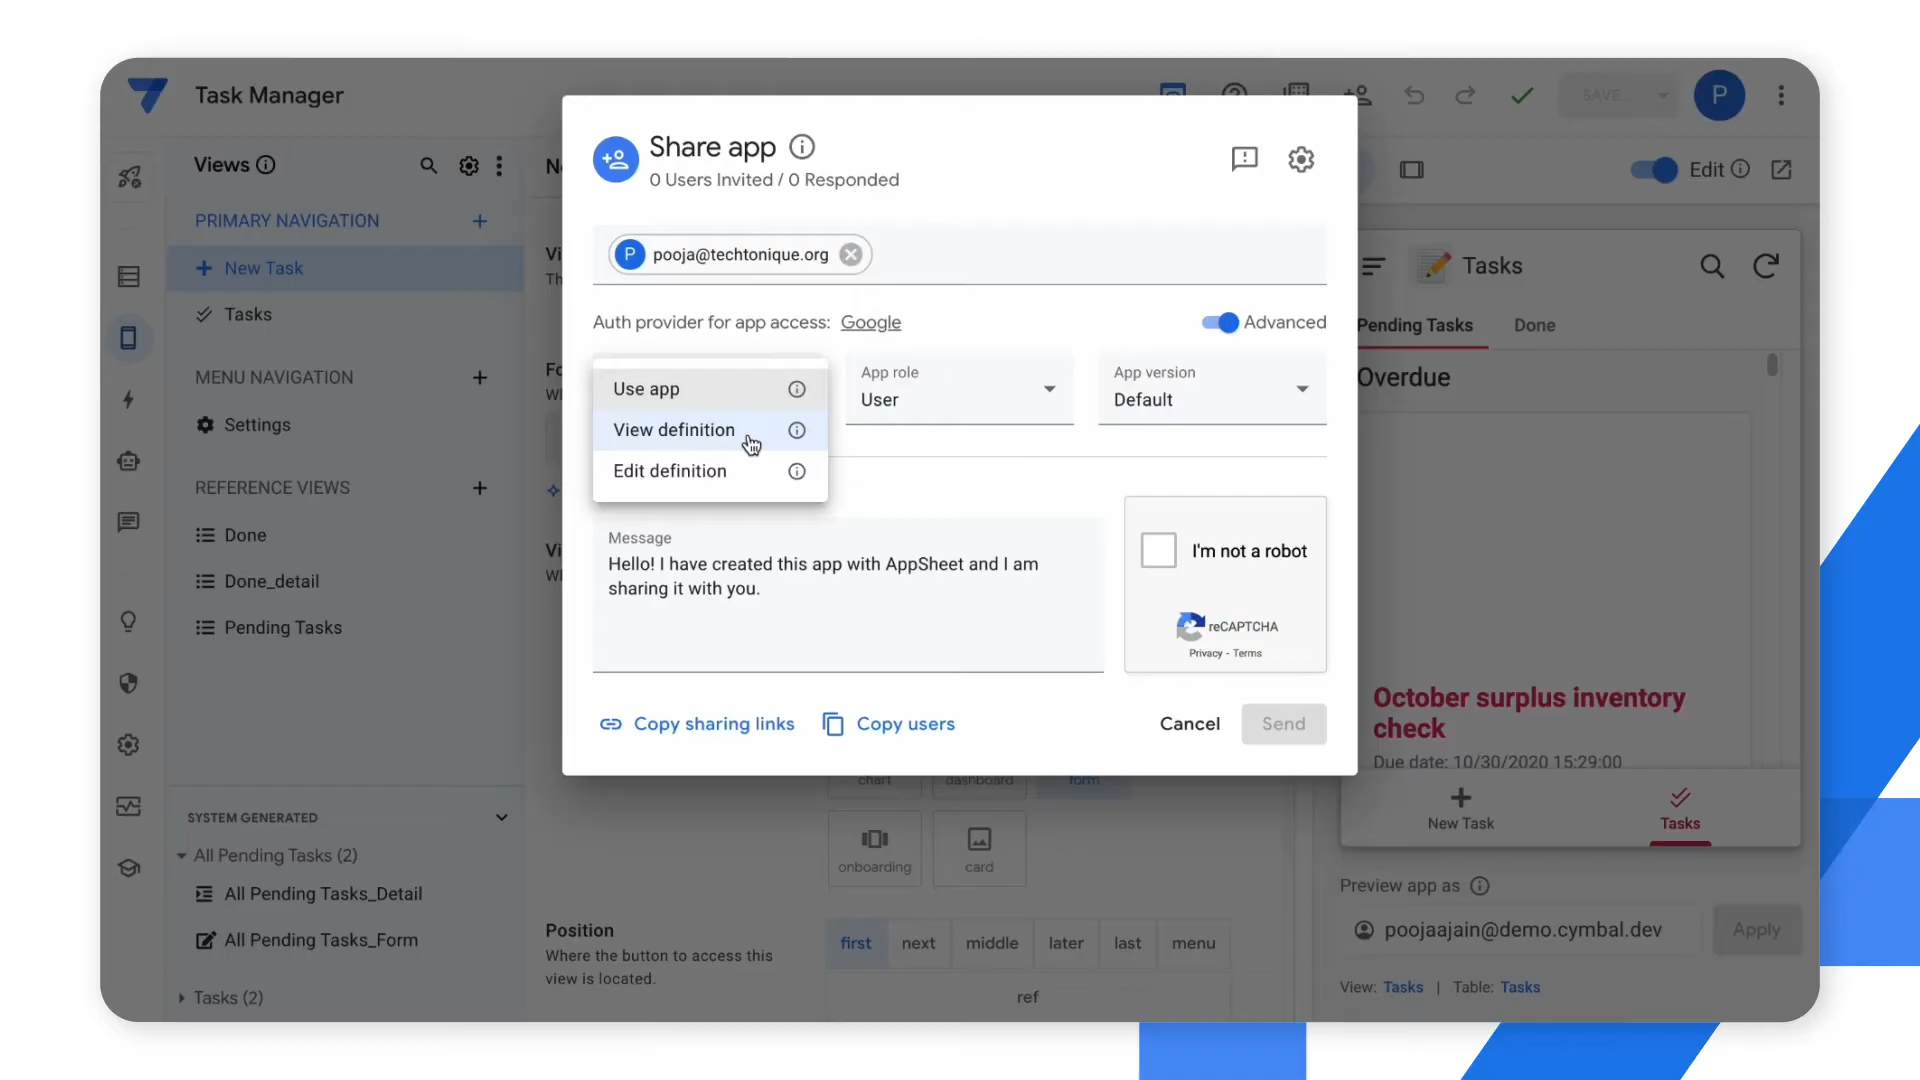 Task Manager
SAVE
P
Views
PRIMARY NAVIGATION
New Task
Tasks
MENU NAVIGATION
Settings
REFERENCE VIEWS
Done
Done_detail
Pending Tasks
SYSTEM GENERATED
All Pending Tasks (2)
All Pending Tasks_Detail
All Pending Tasks_Form
Tasks (2)
Share app
0 Users Invited / 0 Responded
P pooja@techtonique.org
Auth provider for app access: Google
Advanced
Use app
View definition
Edit definition
App role
User
App version
Default
Message
Hello! I have created this app with AppSheet and I am
sharing it with you.
I'm not a robot
reCAPTCHA
Privacy - Terms
Copy sharing links
Copy users
Cancel
Send
chart
dashboard
form
onboarding
card
Position
Where the button to access this
view is located.
first
next
middle
later
last
menu
ref
Edit
Tasks
Pending Tasks
Done
Overdue
October surplus inventory
check
Due date: 10/30/2020 15:29:00
New Task
Tasks
Preview app as
poojaajain@demo.cymbal.dev
Apply
View: Tasks | Table: Tasks